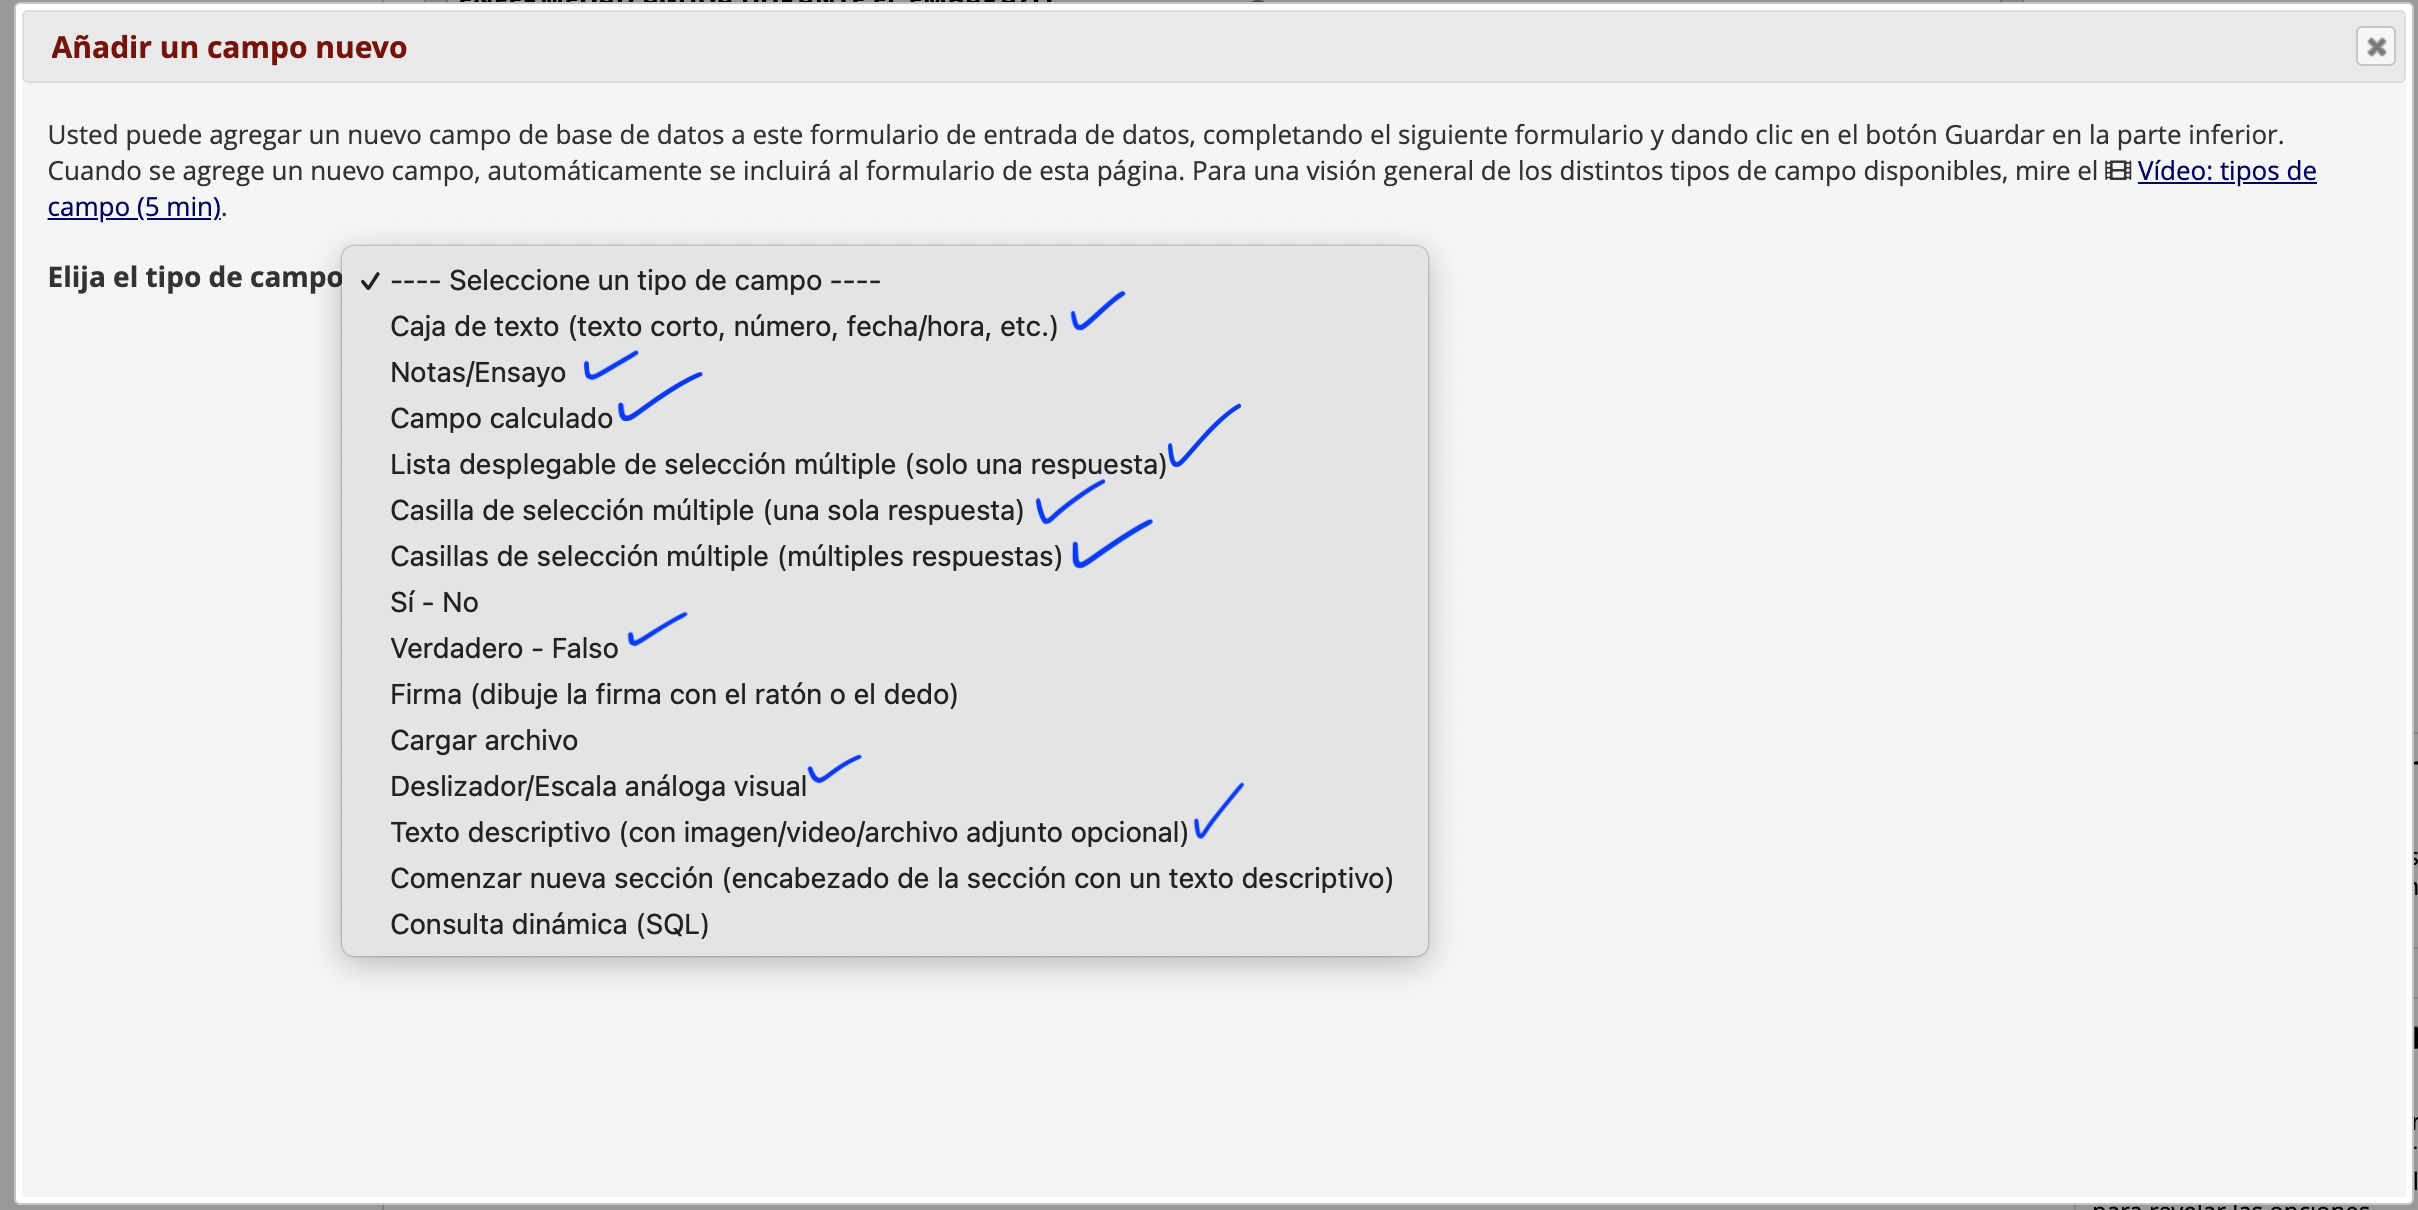 Añadir un campo nuevo
Usted puede agregar un nuevo campo de base de datos a este formulario de entrada de datos, completando el siguiente formulario y dando clic en el botón Guardar en la parte inferior.
Cuando se agrege un nuevo campo, automáticamente se incluirá al formulario de esta página. Para una visión general de los distintos tipos de campo disponibles, mire el Vídeo: tipos de
campo (5 min).
Elija el tipo de campo
✓ ---- Seleccione un tipo de campo ----
Caja de texto (texto corto, número, fecha/hora, etc.)
Notas/Ensayo
Campo calculado
Lista desplegable de selección múltiple (solo una respuesta)
Casilla de selección múltiple (una sola respuesta)
Casillas de selección múltiple (múltiples respuestas)
Sí - No
Verdadero - Falso
Firma (dibuje la firma con el ratón o el dedo)
Cargar archivo
Deslizador/Escala análoga visual
Texto descriptivo (con imagen/video/archivo adjunto opcional)
Comenzar nueva sección (encabezado de la sección con un texto descriptivo)
Consulta dinámica (SQL)
para revelar las opciones